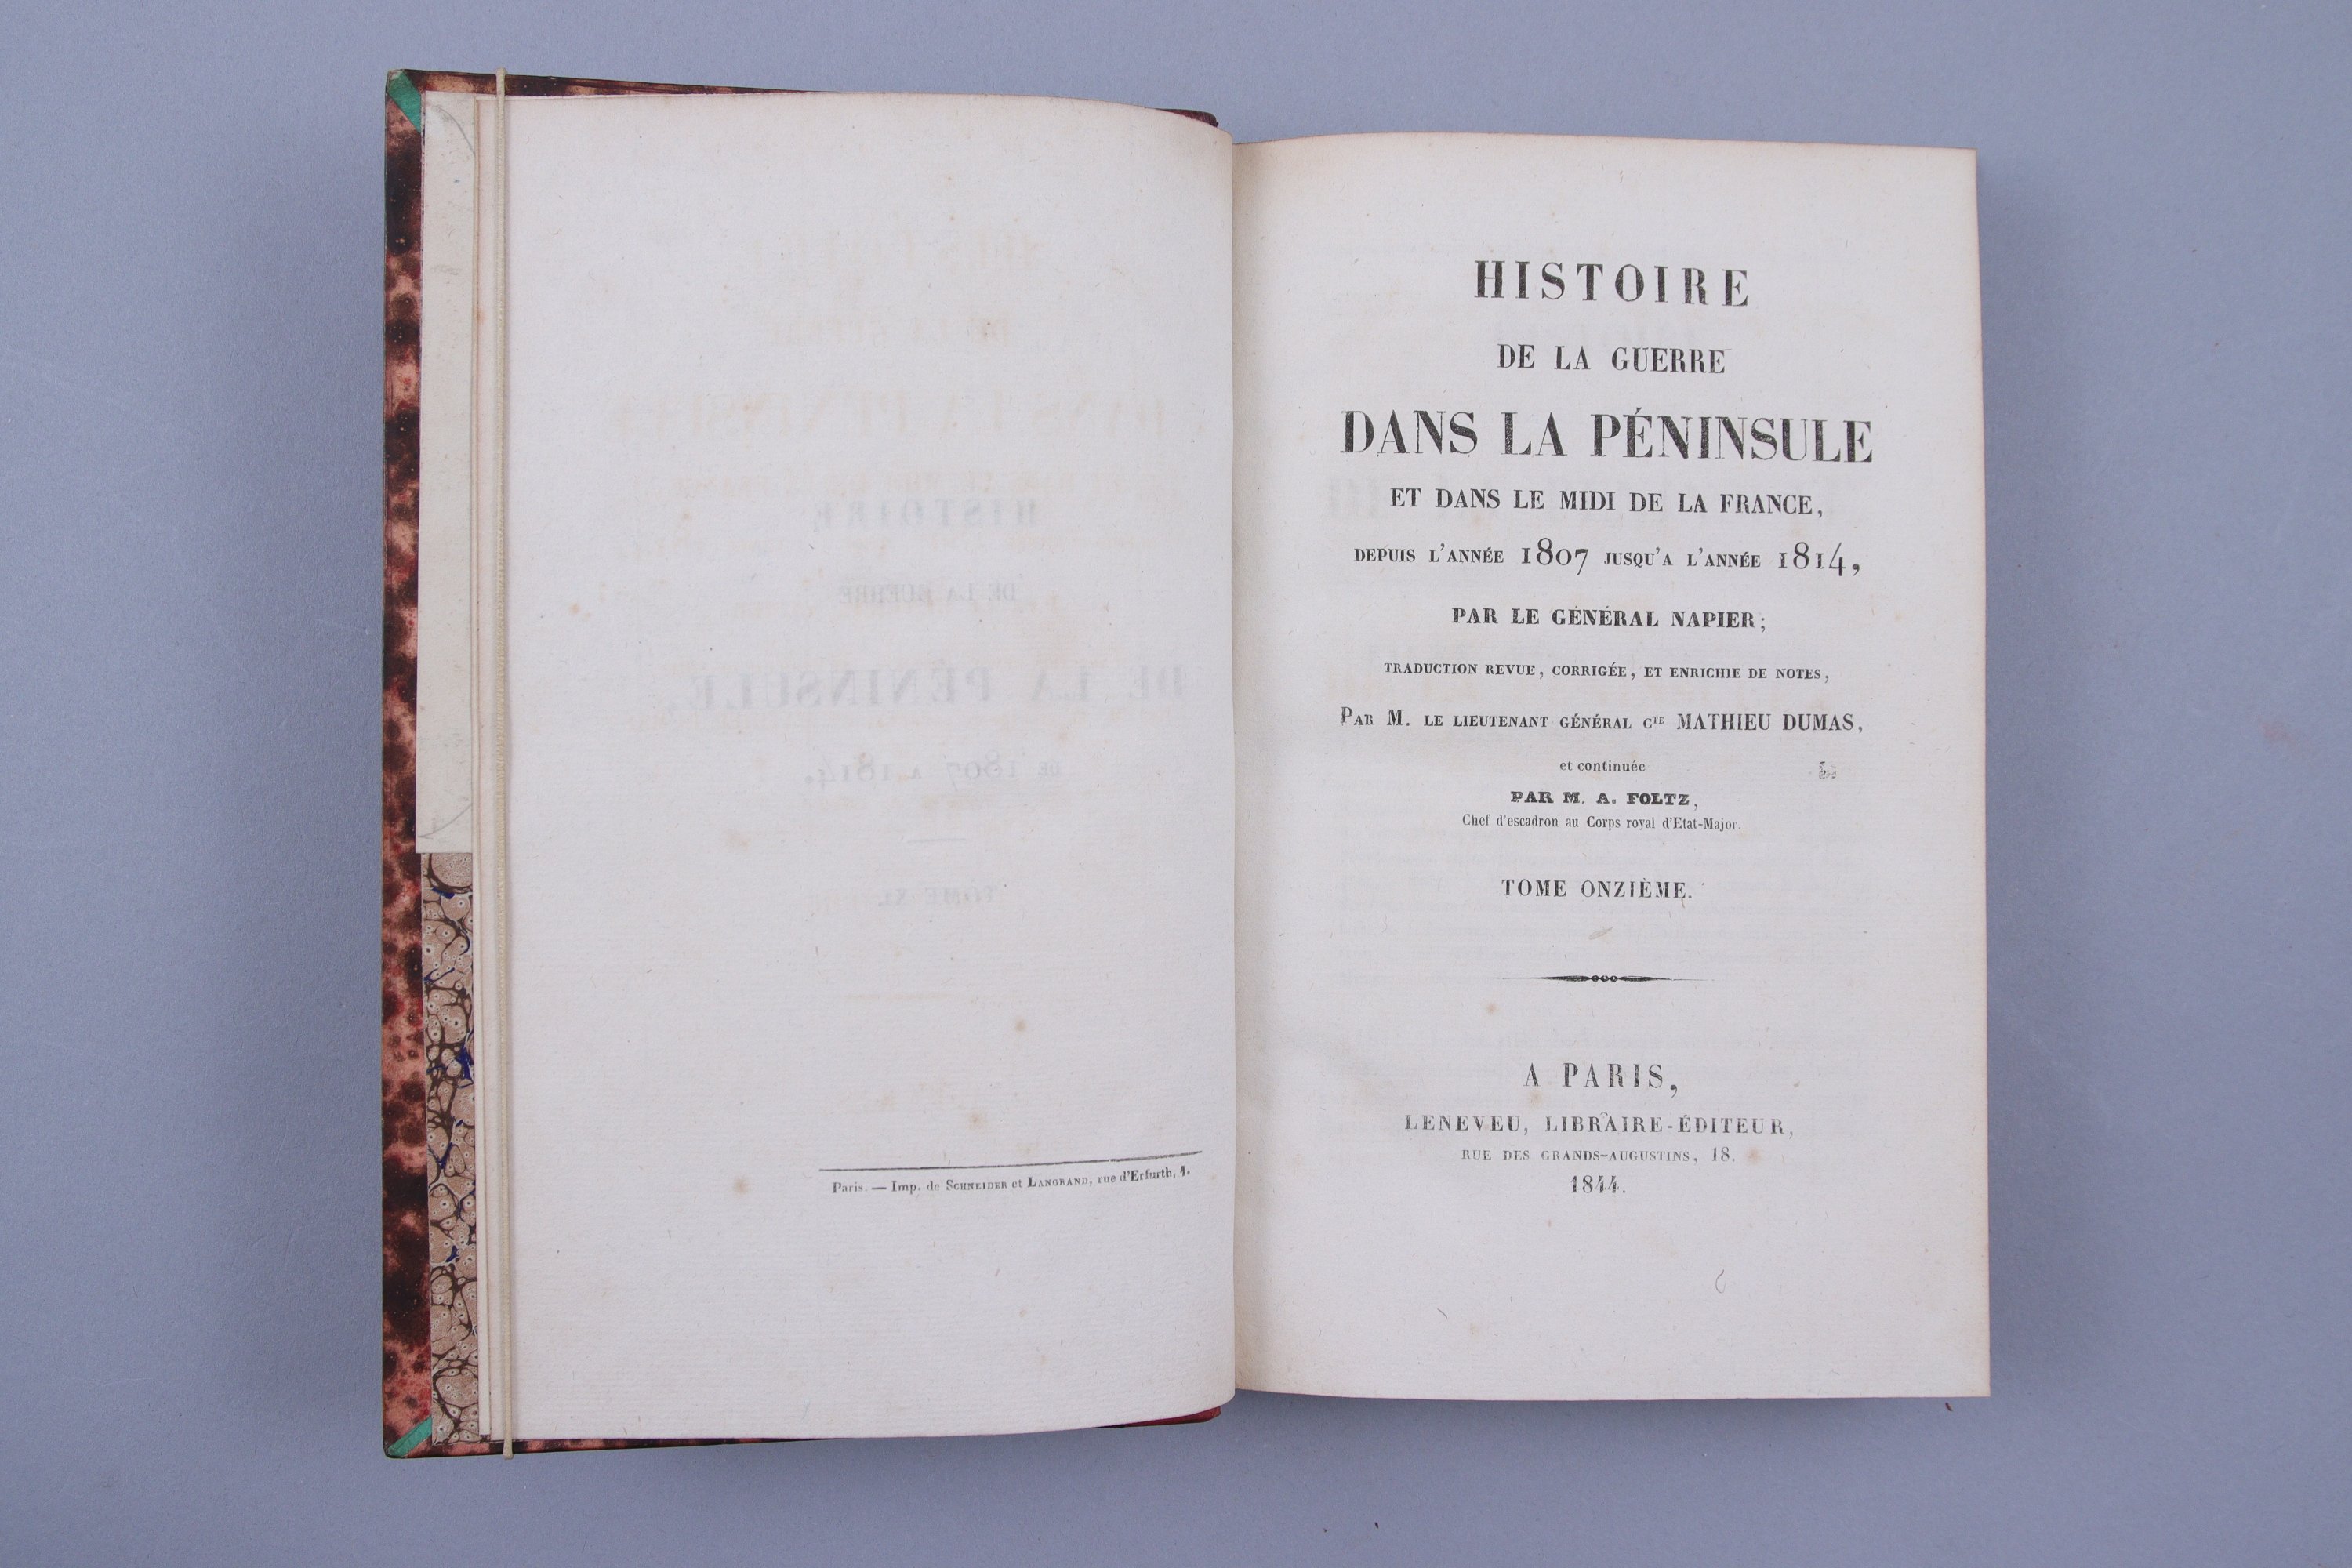 Paris. — Imp. de SCHNEIDER et LANGRAND, rue d'Erfurth, 1.
HISTOIRE
DE LA GUERRE
DANS LA PÉNINSULE
ET DANS LE MIDI DE LA FRANCE,
DEPUIS L'ANNÉE 1807 JUSQU'A L'ANNÉE 1814,
PAR LE GÉNÉRAL NAPIER;
TRADUCTION REVUE, CORRIGÉE, ET ENRICHIE DE NOTES,
PAR M. LE LIEUTENANT GÉNÉRAL CTE MATHIEU DUMAS,
et continuée
PAR M. A. FOLTZ,
Chef d'escadron au Corps royal d'Etat-Major.
TOME ONZIÈME.
A PARIS,
LENEVEU, LIBRAIRE-ÉDITEUR,
RUE DES GRANDS-AUGUSTINS, 18.
1844.